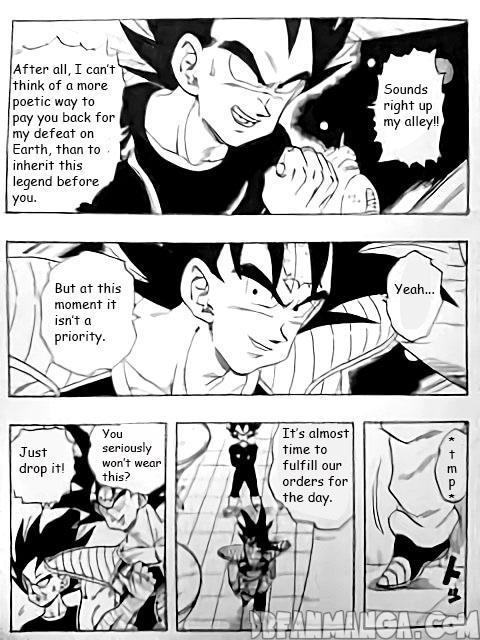 After all, I can't
think of a more
poetic way to
pay you back for
my defeat on
Earth, than to
inherit this
legend before
you.
Sounds
right up
my alley!!
But at this
moment it
isn't a
priority.
Yeah...
Just
drop it!
You
seriously
won't wear
this?
It's almost
time to
fulfill our
orders for
the day.
*tmp*
ドッ
DBFANMANGA.COM